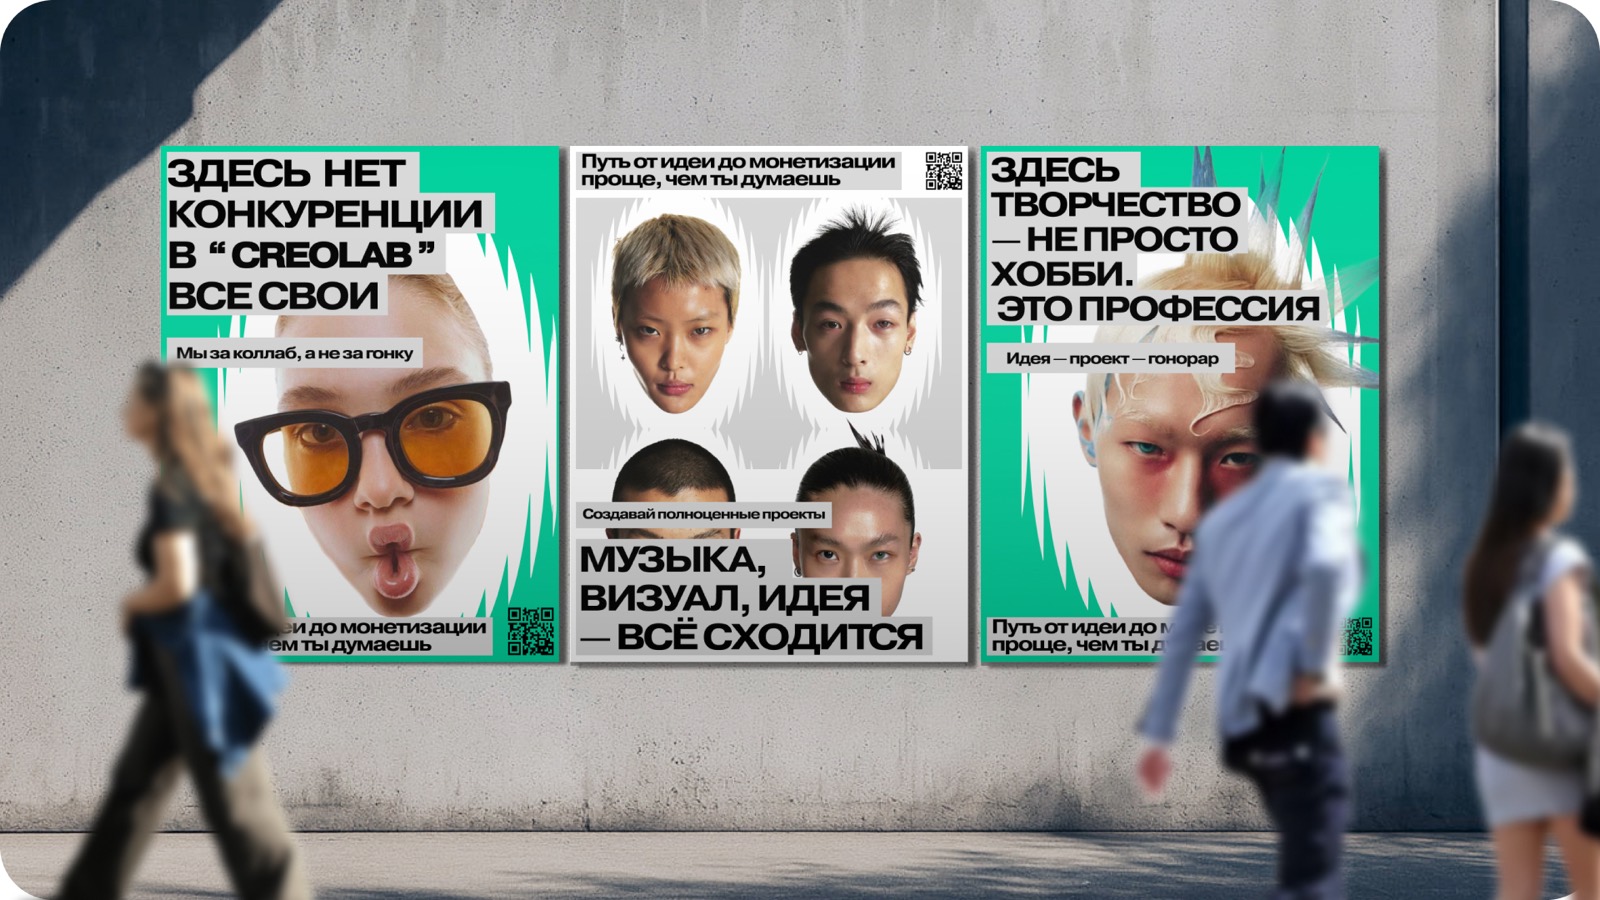 ЗДЕСЬ НЕТ
КОНКУРЕНЦИИ
В “ CREOLAB ”
ВСЕ СВОИ
Мы за коллаб, а не за гонку
до монетизации
ты думаешь
Путь от идеи до монетизации
проще, чем ты думаешь
Создавай полноценные проекты
МУЗЫКА,
ВИЗУАЛ, ИДЕЯ
— ВСЁ СХОДИТСЯ
ЗДЕСЬ
ТВОРЧЕСТВО
— НЕ ПРОСТО
ХОББИ.
ЭТО ПРОФЕССИЯ
Идея — проект — гонорар
Путь от идеи до
проще, чем ты